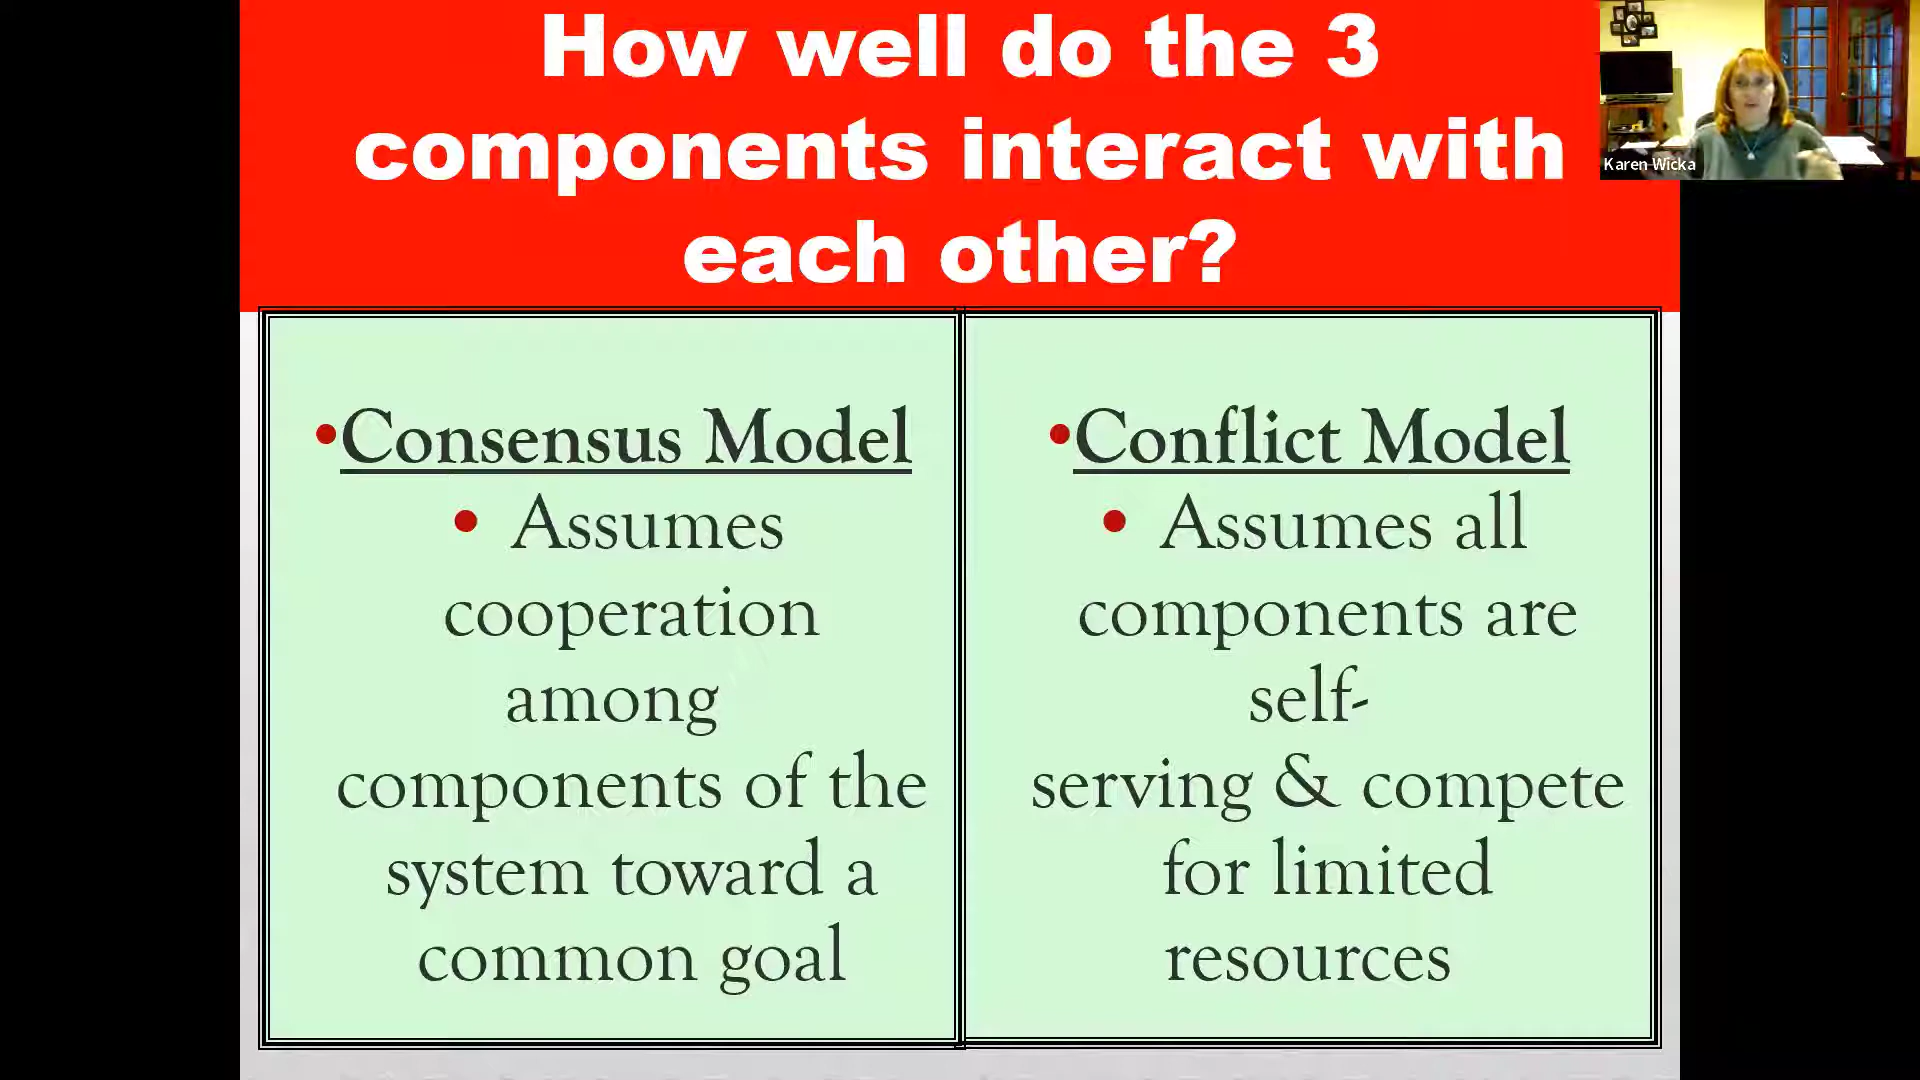 How well do the 3
components interact with
each other?
Karen Wicka
•Consensus Model
• Assumes
cooperation
among
components of the
system toward a
common goal
•Conflict Model
• Assumes all
components are
self-
serving & compete
for limited
resources